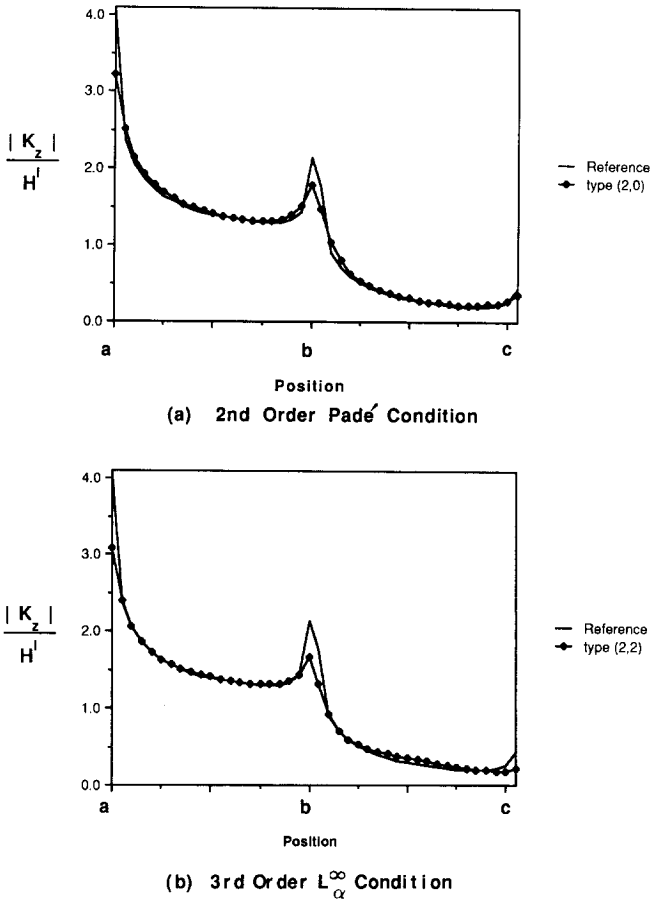 4.0
3.0
| K_z |
H^I
2.0
1.0
0.0
a
b
c
Position
Reference
type (2,0)
(a) 2nd Order Pade´ Condition
4.0
3.0
| K_z |
H^I
2.0
1.0
0.0
a
b
c
Position
Reference
type (2,2)
(b) 3rd Order L_α^∞ Condition